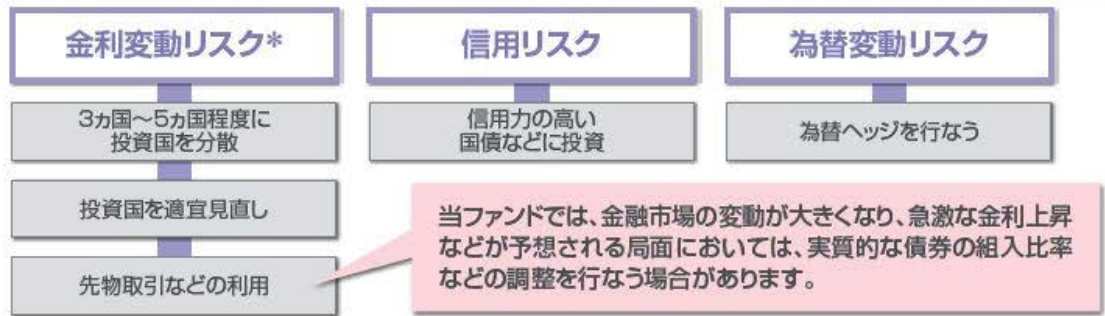 金利変動リスク*
3ヵ国～5ヵ国程度に
投資国を分散
投資国を適宜見直し
先物取引などの利用
信用リスク
信用力の高い
国債などに投資
為替変動リスク
為替ヘッジを行なう
当ファンドでは、金融市場の変動が大きくなり、急激な金利上昇
などが予想される局面においては、実質的な債券の組入比率
などの調整を行なう場合があります。